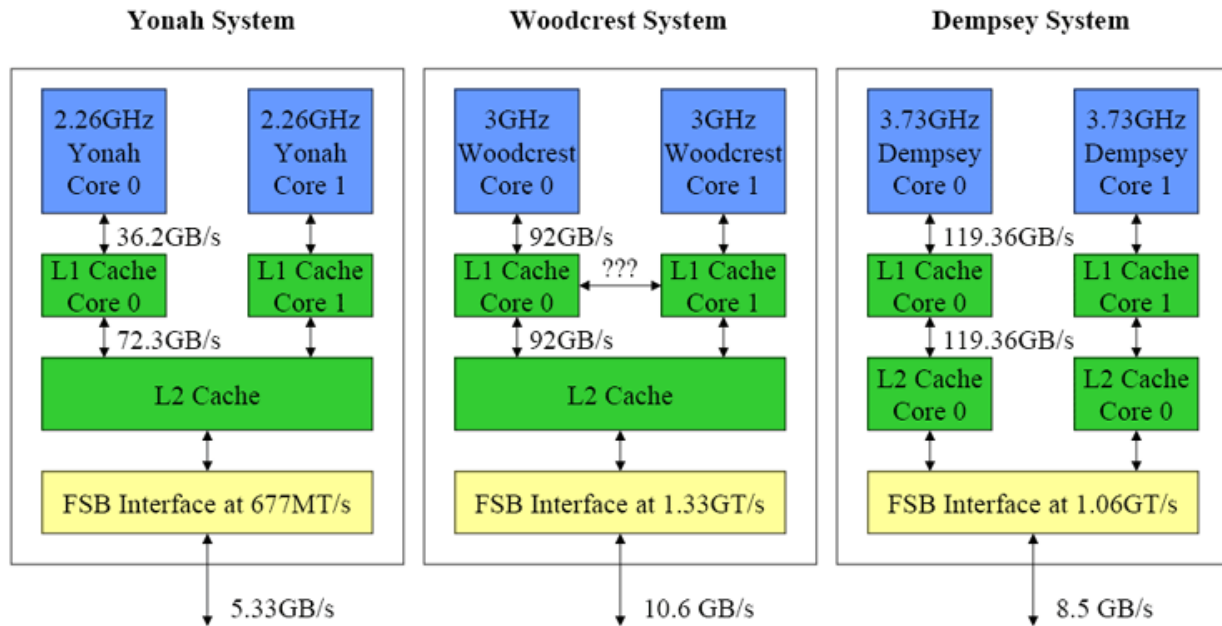 Yonah System
Woodcrest System
Dempsey System
2.26GHz
Yonah
Core 0
2.26GHz
Yonah
Core 1
36.2GB/s
L1 Cache
Core 0
L1 Cache
Core 1
72.3GB/s
L2 Cache
FSB Interface at 677MT/s
5.33GB/s
3GHz
Woodcrest
Core 0
3GHz
Woodcrest
Core 1
92GB/s
L1 Cache
Core 0
???
L1 Cache
Core 1
92GB/s
L2 Cache
FSB Interface at 1.33GT/s
10.6 GB/s
3.73GHz
Dempsey
Core 0
3.73GHz
Dempsey
Core 1
119.36GB/s
L1 Cache
Core 0
L1 Cache
Core 1
119.36GB/s
L2 Cache
Core 0
L2 Cache
Core 0
FSB Interface at 1.06GT/s
8.5 GB/s